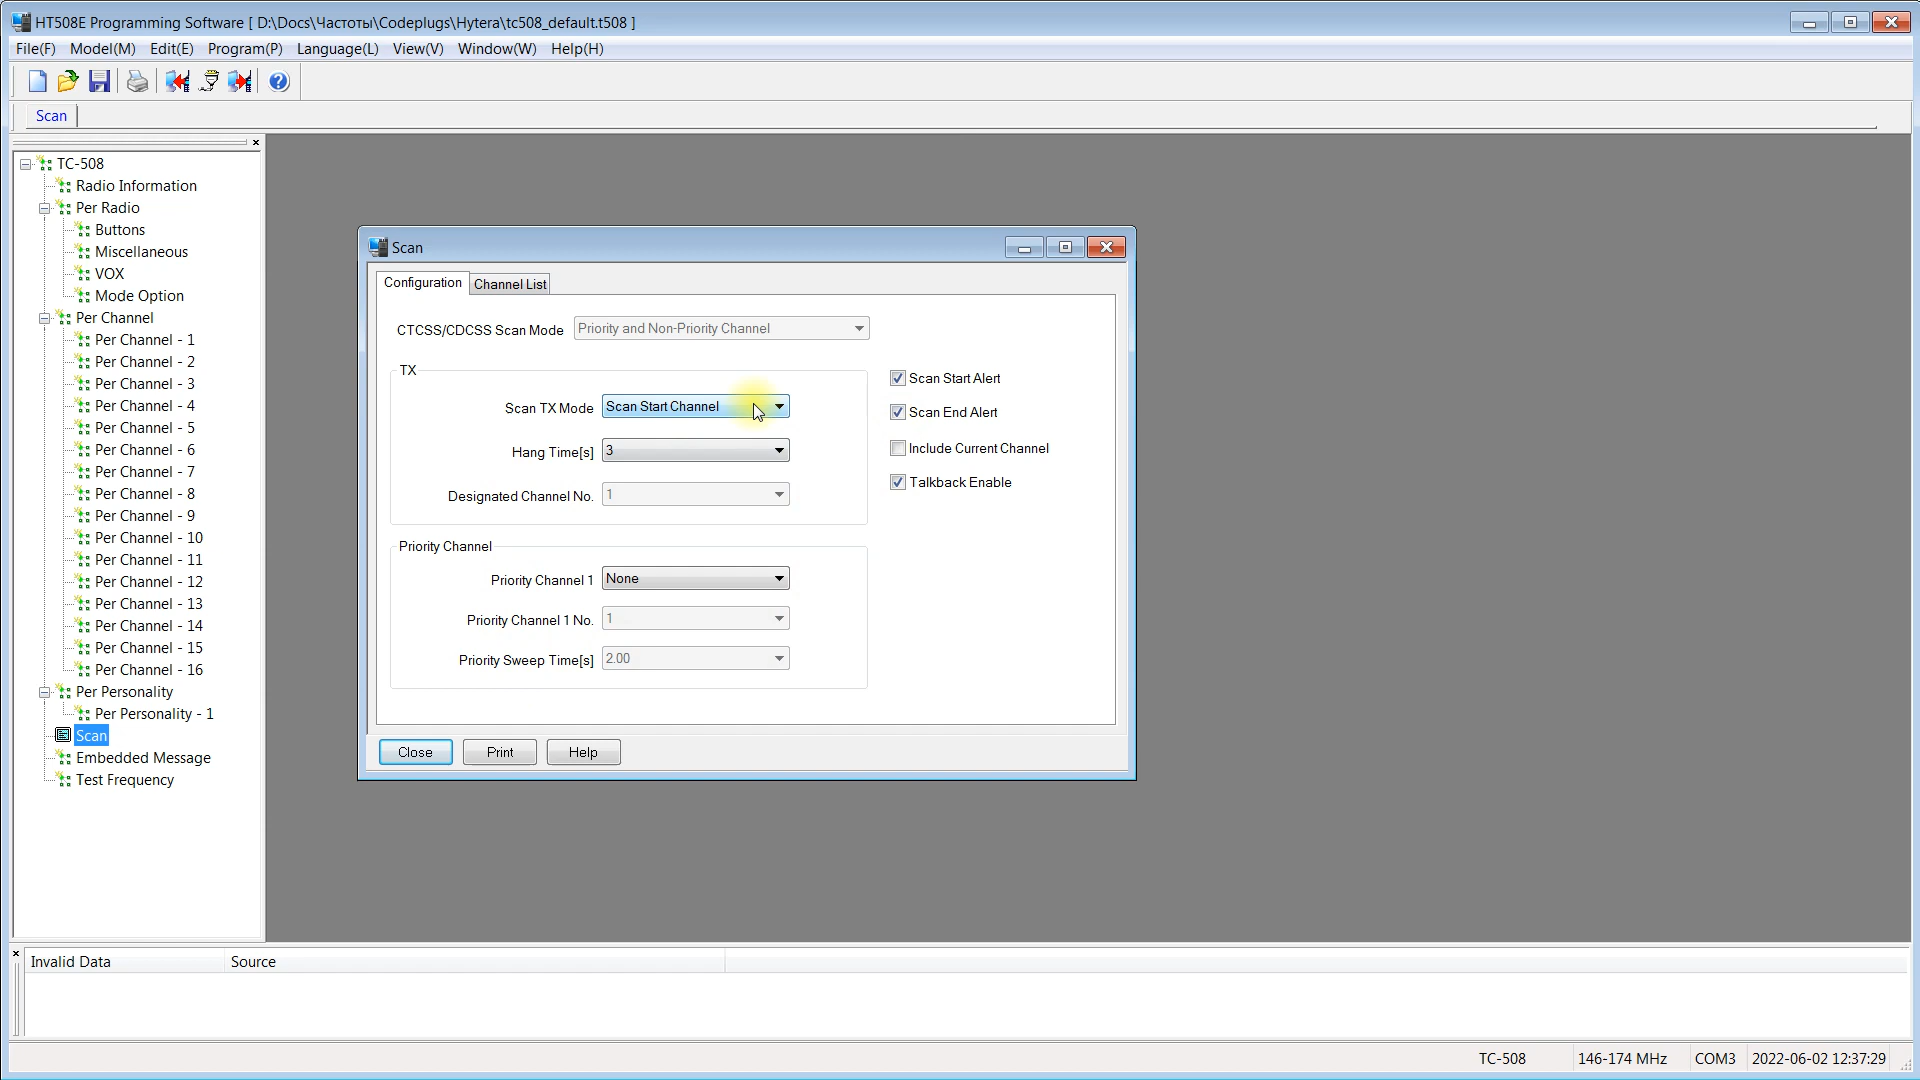 HT508E Programming Software [ D:\Docs\Частоты\Codeplugs\Hytera\tc508_default.t508 ]
File(F) Model(M) Edit(E) Program(P) Language(L) View(V) Window(W) Help(H)
Scan
TC-508
Radio Information
Per Radio
Buttons
Miscellaneous
VOX
Mode Option
Per Channel
Per Channel - 1
Per Channel - 2
Per Channel - 3
Per Channel - 4
Per Channel - 5
Per Channel - 6
Per Channel - 7
Per Channel - 8
Per Channel - 9
Per Channel - 10
Per Channel - 11
Per Channel - 12
Per Channel - 13
Per Channel - 14
Per Channel - 15
Per Channel - 16
Per Personality
Per Personality - 1
Scan
Embedded Message
Test Frequency
Scan
Configuration Channel List
CTCSS/CDCSS Scan Mode Priority and Non-Priority Channel
TX
Scan TX Mode Scan Start Channel
Hang Time[s] 3
Designated Channel No. 1
Scan Start Alert
Scan End Alert
Include Current Channel
Talkback Enable
Priority Channel
Priority Channel 1 None
Priority Channel 1 No. 1
Priority Sweep Time[s] 2.00
Close Print Help
Invalid Data Source
TC-508 146-174 MHz COM3 2022-06-02 12:37:29